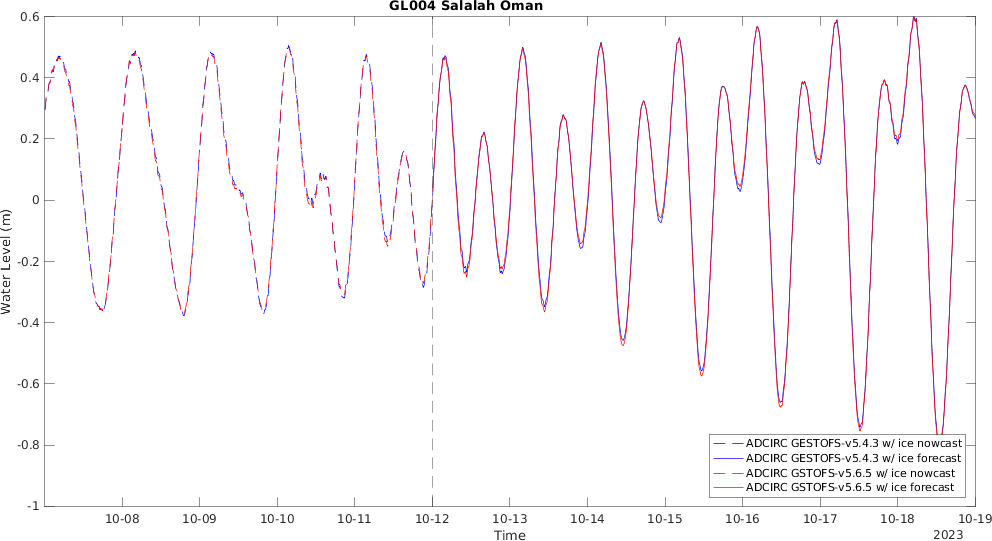 GL004 Salalah Oman
0.6
0.4
0.2
0
-0.2
-0.4
-0.6
-0.8
-1
Water Level (m)
ADCIRC GESTOFS-v5.4.3 w/ ice nowcast
ADCIRC GESTOFS-v5.4.3 w/ ice forecast
ADCIRC GSTOFS-v5.6.5 w/ ice nowcast
ADCIRC GSTOFS-v5.6.5 w/ ice forecast
10-08 10-09 10-10 10-11 10-12 10-13 10-14 10-15 10-16 10-17 10-18 10-19
Time
2023